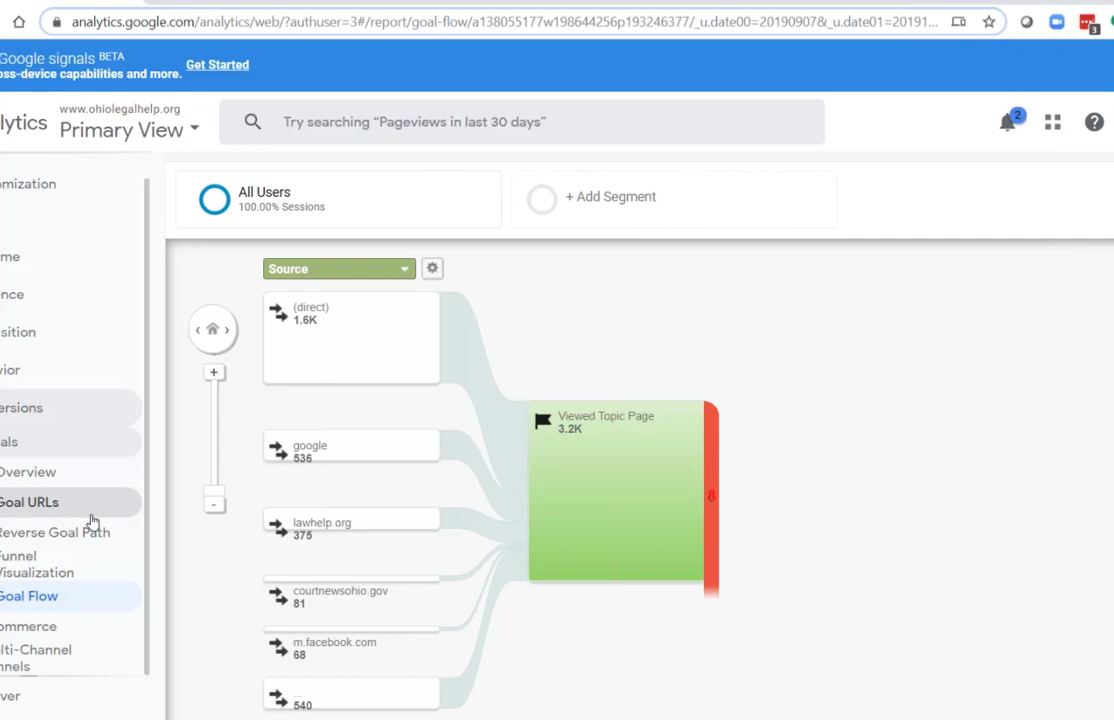 analytics.google.com/analytics/web/?authuser=3#/report/goal-flow/a138055177w198644256p193246377/_u.date00=20190907&_u.date01=20191...
3
Google signals BETA
oss-device capabilities and more.
Get Started
lytics
www.ohiolegalhelp.org
Primary View
Try searching “Pageviews in last 30 days”
2
?
omization
All Users
100.00% Sessions
+ Add Segment
me
ence
sition
vior
ersions
als
Overview
Goal URLs
Reverse Goal Path
Funnel
Visualization
Goal Flow
ommerce
lti-Channel
nnels
ver
Source
(direct)
1.6K
google
536
lawhelp.org
375
courtnewsohio.gov
81
m.facebook.com
68
...
540
+
-
Viewed Topic Page
3.2K